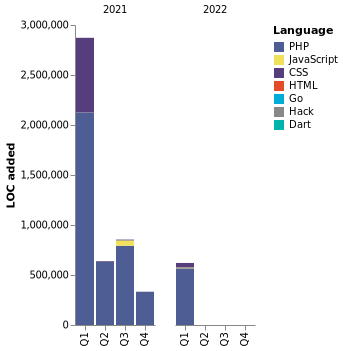 2021 2022
Language
PHP
JavaScript
CSS
HTML
Go
Hack
Dart
LOC added
3,000,000
2,500,000
2,000,000
1,500,000
1,000,000
500,000
0
Q1 Q2 Q3 Q4 Q1 Q2 Q3 Q4